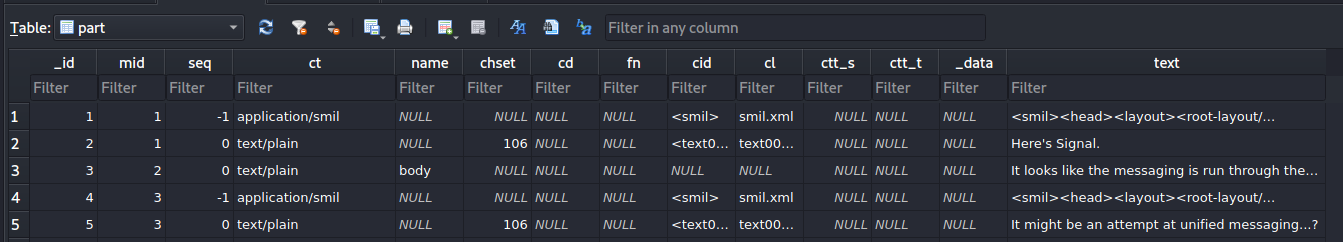 Table: part Filter in any column
_id mid seq ct name chset cd fn cid cl ctt_s ctt_t _data text
Filter Filter Filter Filter Filter Filter Filter Filter Filter Filter Filter Filter Filter Filter
1 1 1 -1 application/smil NULL NULL NULL NULL <smil> smil.xml NULL NULL NULL <smil><head><layout><root-layout/...
2 2 1 0 text/plain NULL 106 NULL NULL <text0... text00... NULL NULL NULL Here's Signal.
3 3 2 0 text/plain body NULL NULL NULL NULL NULL NULL NULL NULL It looks like the messaging is run through the...
4 4 3 -1 application/smil NULL NULL NULL NULL <smil> smil.xml NULL NULL NULL <smil><head><layout><root-layout/...
5 5 3 0 text/plain NULL 106 NULL NULL <text0... text00... NULL NULL NULL It might be an attempt at unified messaging...?